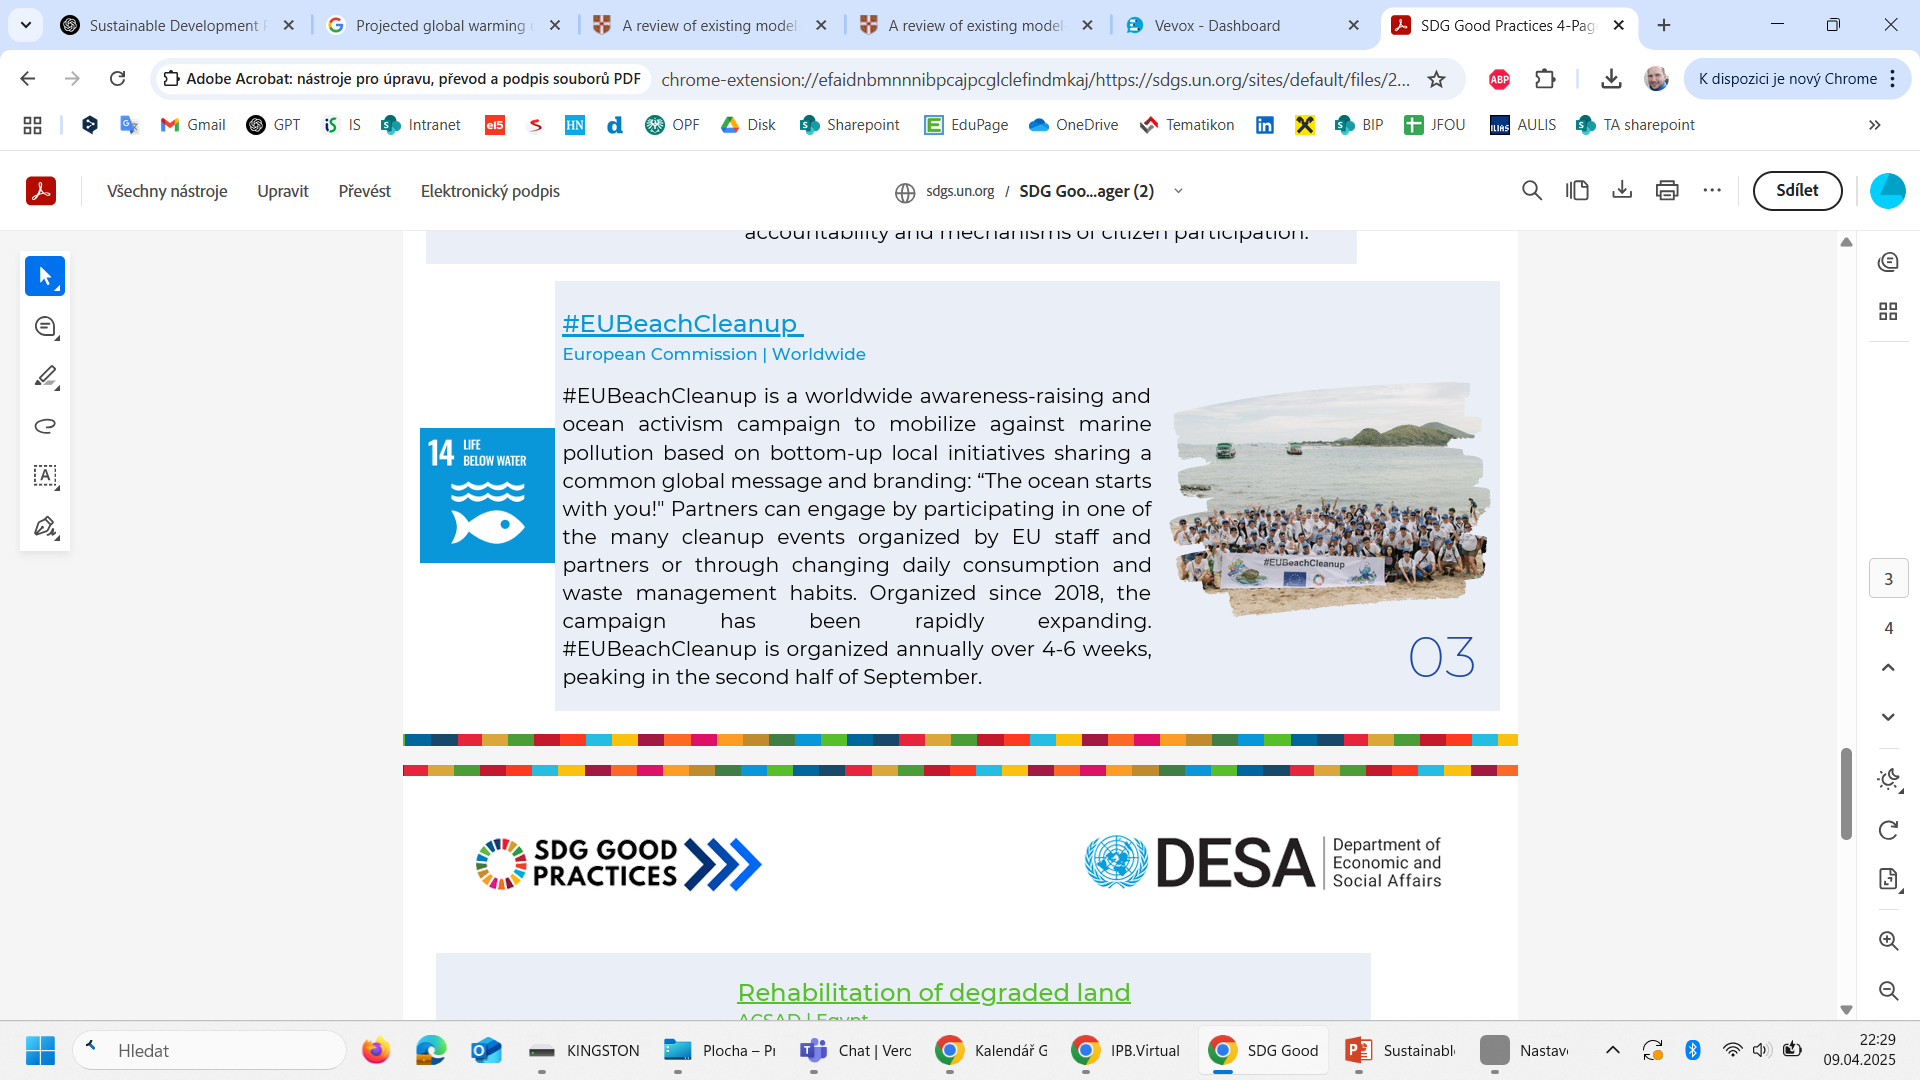 Sustainable Development
Projected global warming
A review of existing model
A review of existing model
Vevox - Dashboard
SDG Good Practices 4-Pag
Adobe Acrobat: nástroje pro úpravu, převod a podpis souborů PDF
chrome-extension://efaidnbmnnnibpcajpcglclefindmkaj/https://sdgs.un.org/sites/default/files/2...
ABP
K dispozici je nový Chrome
Gmail
GPT
IS
Intranet
OPF
Disk
Sharepoint
EduPage
OneDrive
Tematikon
BIP
JFOU
AULIS
TA sharepoint
Všechny nástroje
Upravit
Převést
Elektronický podpis
sdgs.un.org / SDG Goo...ager (2)
Sdílet
accountability and mechanisms of citizen participation.
#EUBeachCleanup
European Commission | Worldwide
#EUBeachCleanup is a worldwide awareness-raising and
ocean activism campaign to mobilize against marine
pollution based on bottom-up local initiatives sharing a
common global message and branding: “The ocean starts
with you!" Partners can engage by participating in one of
the many cleanup events organized by EU staff and
partners or through changing daily consumption and
waste management habits. Organized since 2018, the
campaign has been rapidly expanding.
#EUBeachCleanup is organized annually over 4-6 weeks,
peaking in the second half of September.
14 LIFE
BELOW WATER
#EUBeachCleanup
03
3
4
SDG GOOD
PRACTICES
DESA
Department of
Economic and
Social Affairs
Rehabilitation of degraded land
ACSAD | Egypt
Hledat
KINGSTON
Plocha – Pr
Chat | Vero
Kalendář G
IPB.Virtual
SDG Good
Sustainabl
Nastav
22:29
09.04.2025